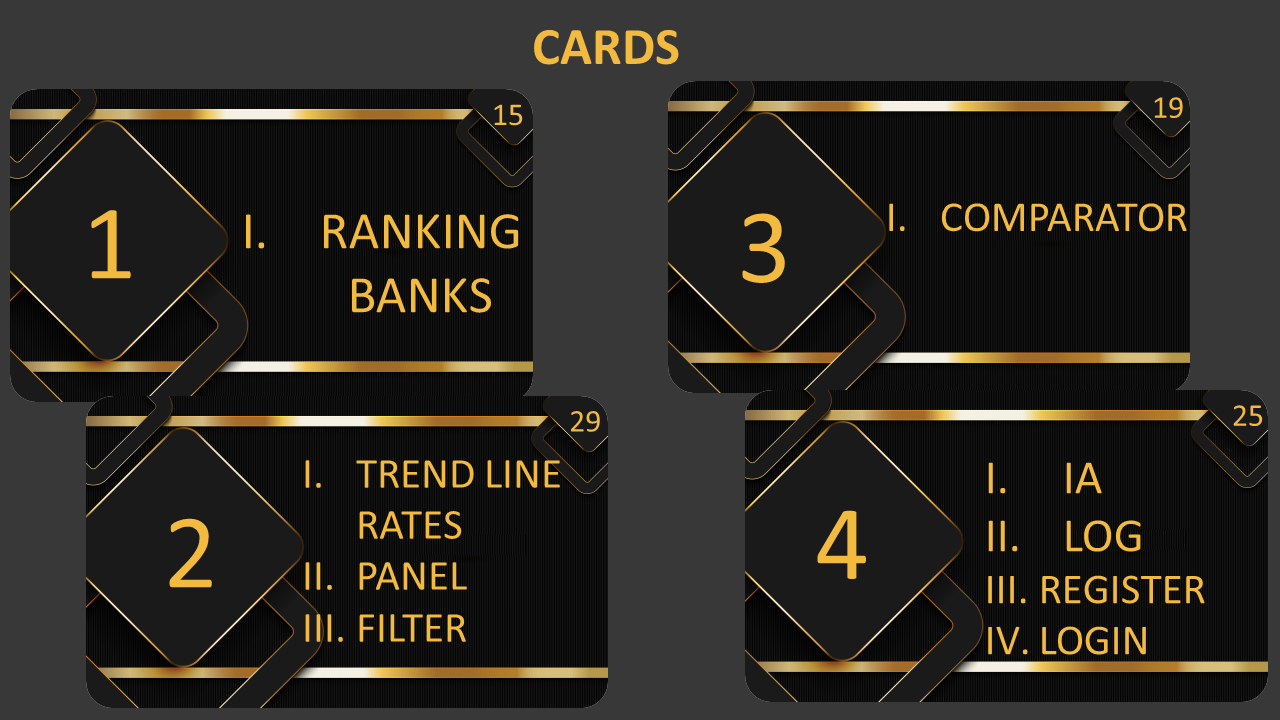 CARDS
15
1
I. RANKING
BANKS
29
2
I. TREND LINE
RATES
II. PANEL
III. FILTER
19
3
I. COMPARATOR
25
4
I. IA
II. LOG
III. REGISTER
IV. LOGIN